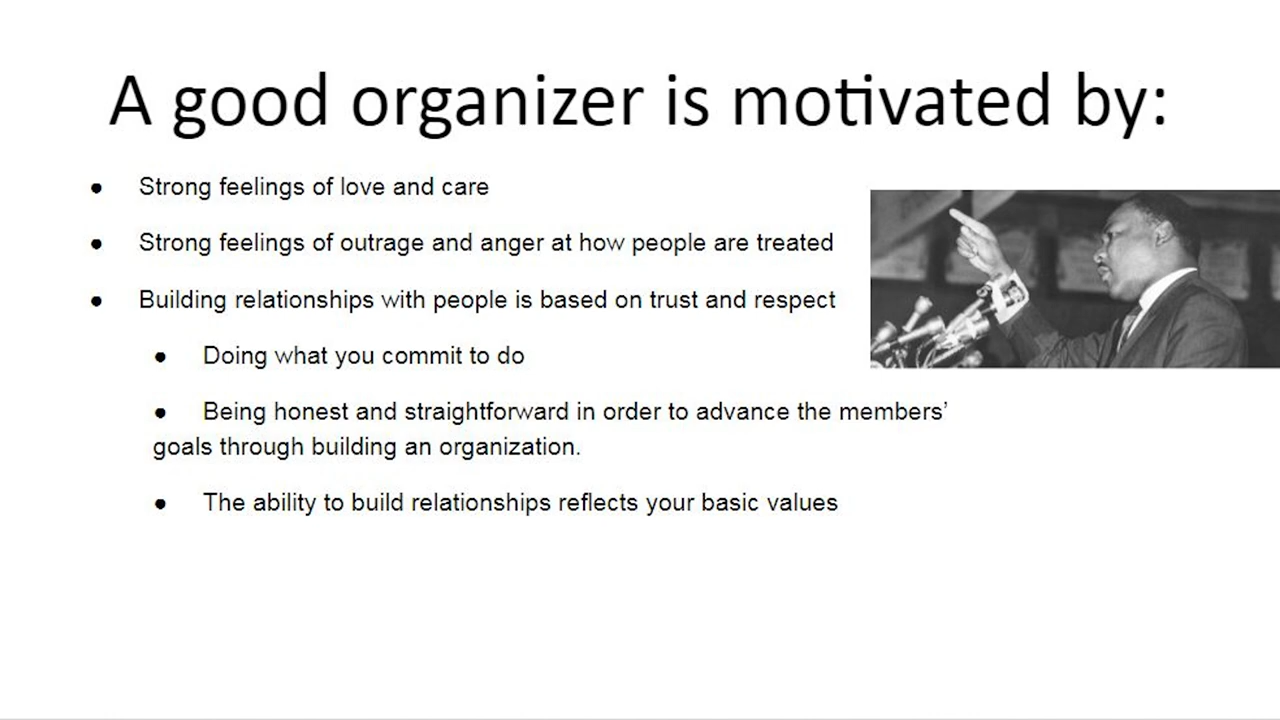 A good organizer is motivated by:
● Strong feelings of love and care
● Strong feelings of outrage and anger at how people are treated
● Building relationships with people is based on trust and respect
● Doing what you commit to do
● Being honest and straightforward in order to advance the members’
goals through building an organization.
● The ability to build relationships reflects your basic values